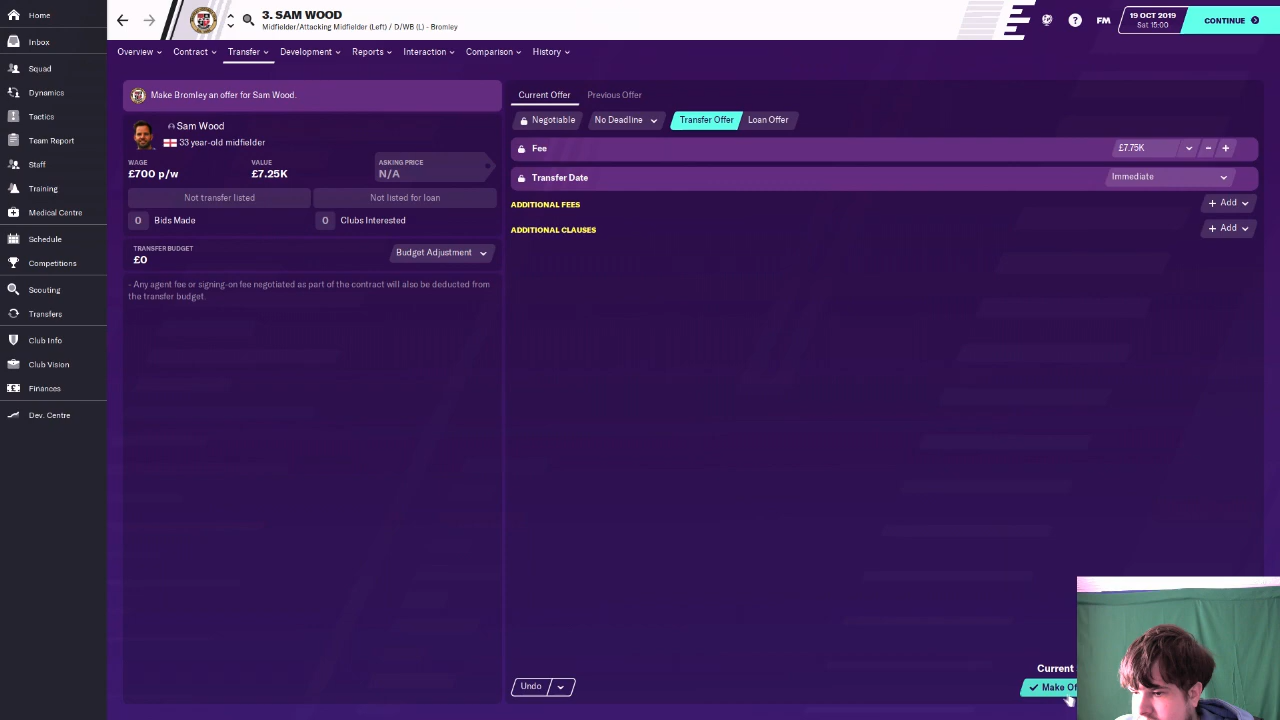 Home
Inbox
Squad
Dynamics
Tactics
Team Report
Staff
Training
Medical Centre
Schedule
Competitions
Scouting
Transfers
Club Info
Club Vision
Finances
Dev. Centre
3. SAM WOOD
Midfielder/Attacking Midfielder (Left) / D/WB (L) - Bromley
FM
19 OCT 2019
Sat 15:00
CONTINUE
Overview
Contract
Transfer
Development
Reports
Interaction
Comparison
History
Make Bromley an offer for Sam Wood.
Sam Wood
33 year-old midfielder
WAGE
£700 p/w
VALUE
£7.25K
ASKING PRICE
N/A
Not transfer listed
Not listed for loan
0 Bids Made
0 Clubs Interested
TRANSFER BUDGET
£0
Budget Adjustment
- Any agent fee or signing-on fee negotiated as part of the contract will also be deducted from
the transfer budget.
Current Offer
Previous Offer
Negotiable
No Deadline
Transfer Offer
Loan Offer
Fee
£7.75K
Transfer Date
Immediate
ADDITIONAL FEES
+ Add
ADDITIONAL CLAUSES
+ Add
Undo
Current
Make Of